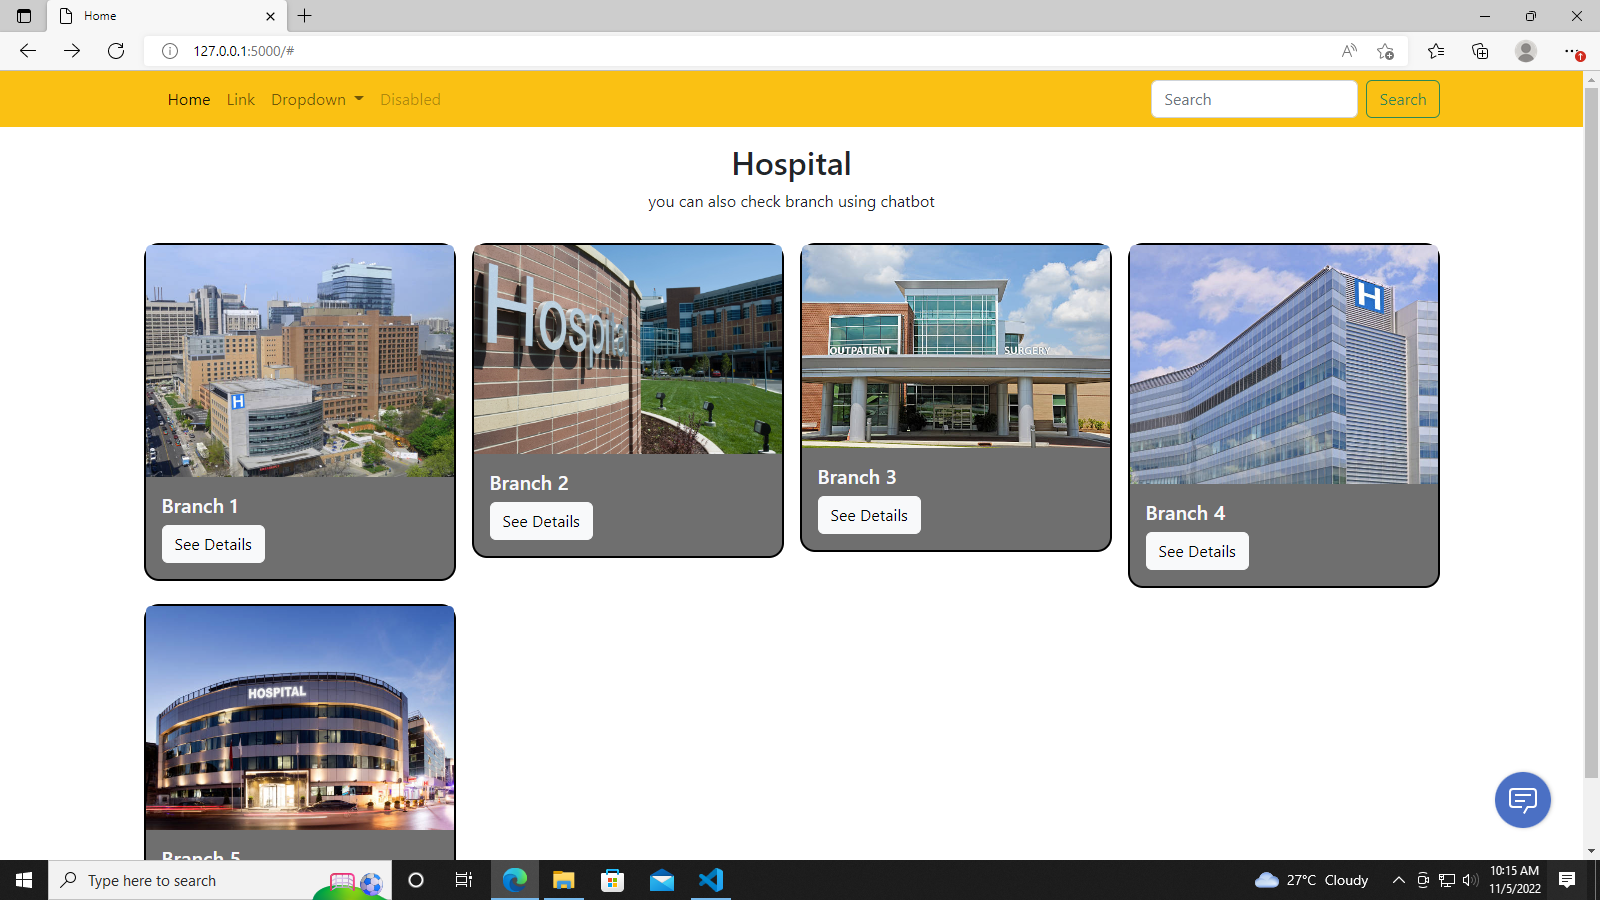 Home
127.0.0.1:5000/#
Home Link Dropdown Disabled Search Search
Hospital
you can also check branch using chatbot
H
Hospital
OUTPATIENT SURGERY
H
Branch 1
See Details
Branch 2
See Details
Branch 3
See Details
Branch 4
See Details
HOSPITAL
Branch 5
Type here to search
27°C Cloudy
10:15 AM
11/5/2022